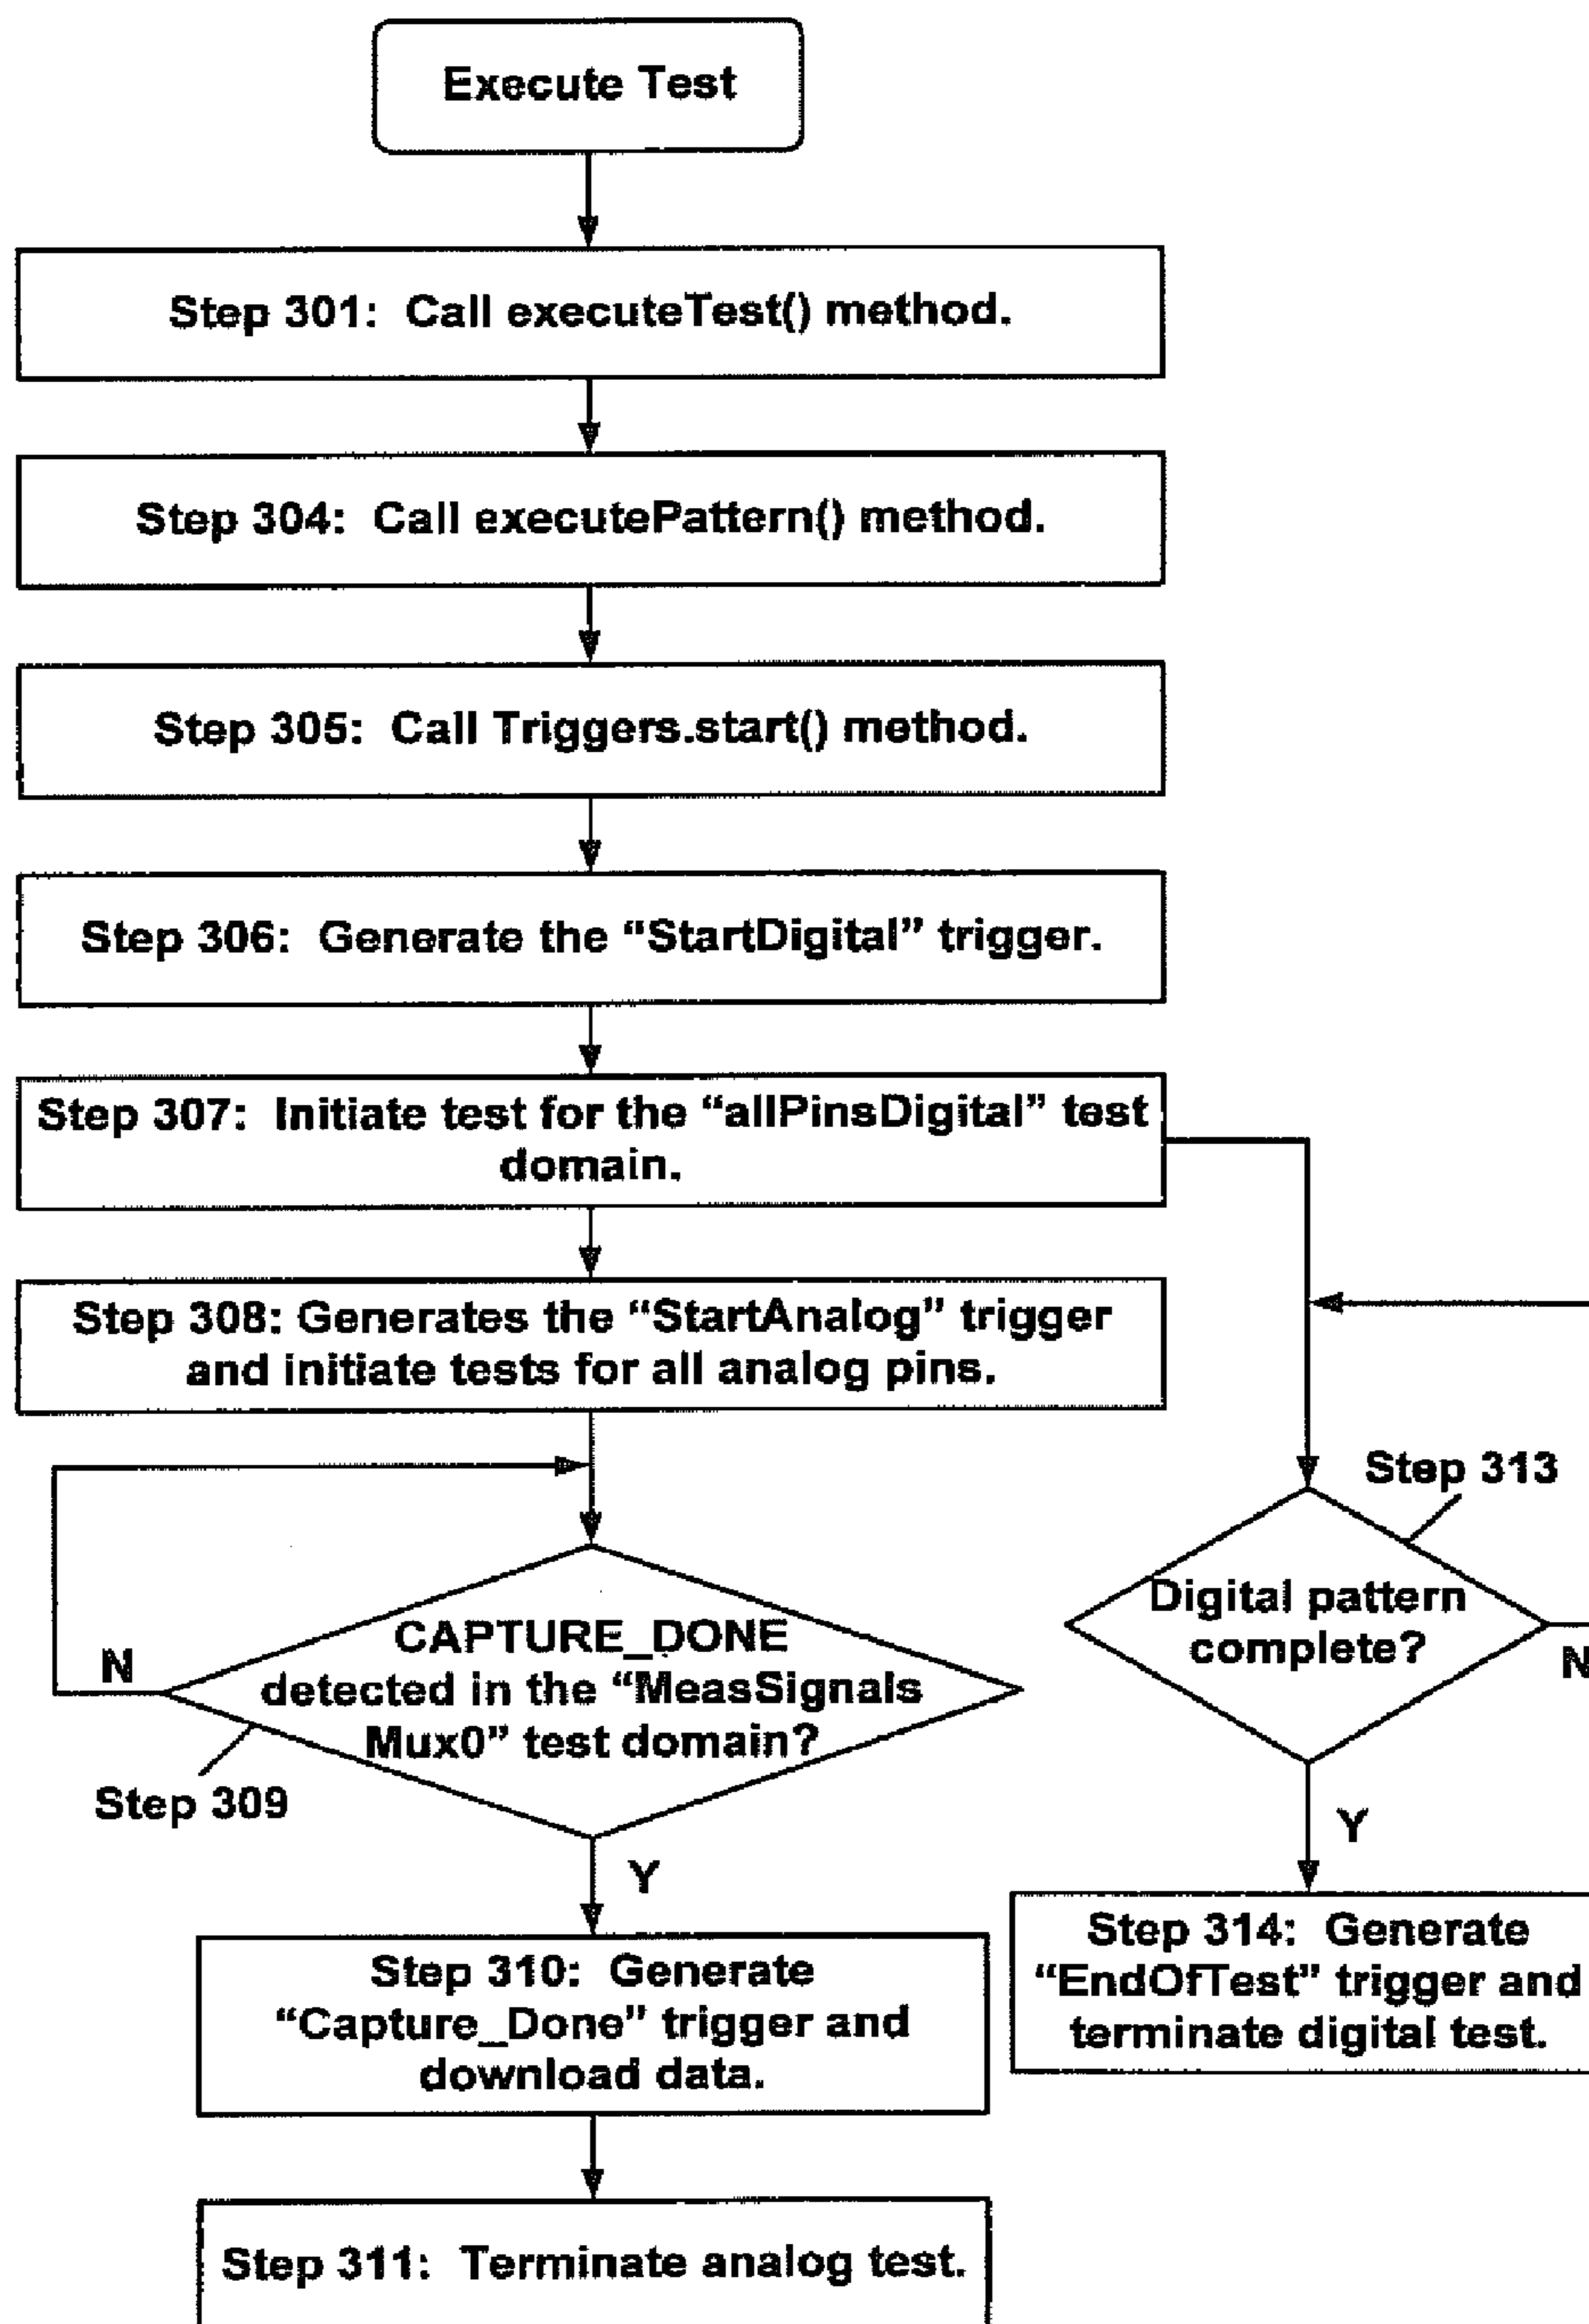 Execute Test
Step 301: Call executeTest() method.
Step 304: Call executePattern() method.
Step 305: Call Triggers.start() method.
Step 306: Generate the “StartDigital” trigger.
Step 307: Initiate test for the “allPinsDigital” test
domain.
Step 308: Generates the “StartAnalog” trigger
and initiate tests for all analog pins.
Step 313
Digital pattern
complete?
N
CAPTURE_DONE
detected in the “MeasSignals
Mux0” test domain?
N
Step 309
Y
Y
Step 310: Generate
“Capture_Done” trigger and
download data.
Step 314: Generate
“EndOfTest” trigger and
terminate digital test.
Step 311: Terminate analog test.